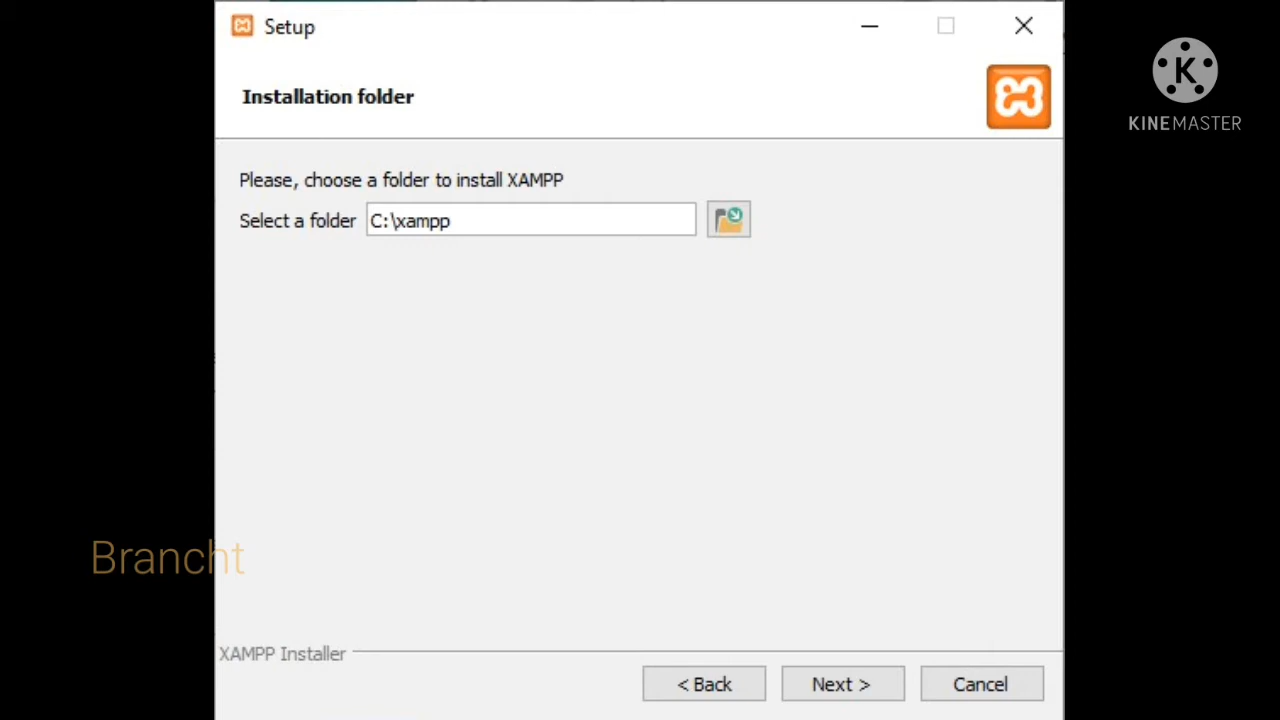 Setup
Installation folder
KINEMASTER
Please, choose a folder to install XAMPP
Select a folder C:\xampp
Brancht
XAMPP Installer
< Back Next > Cancel